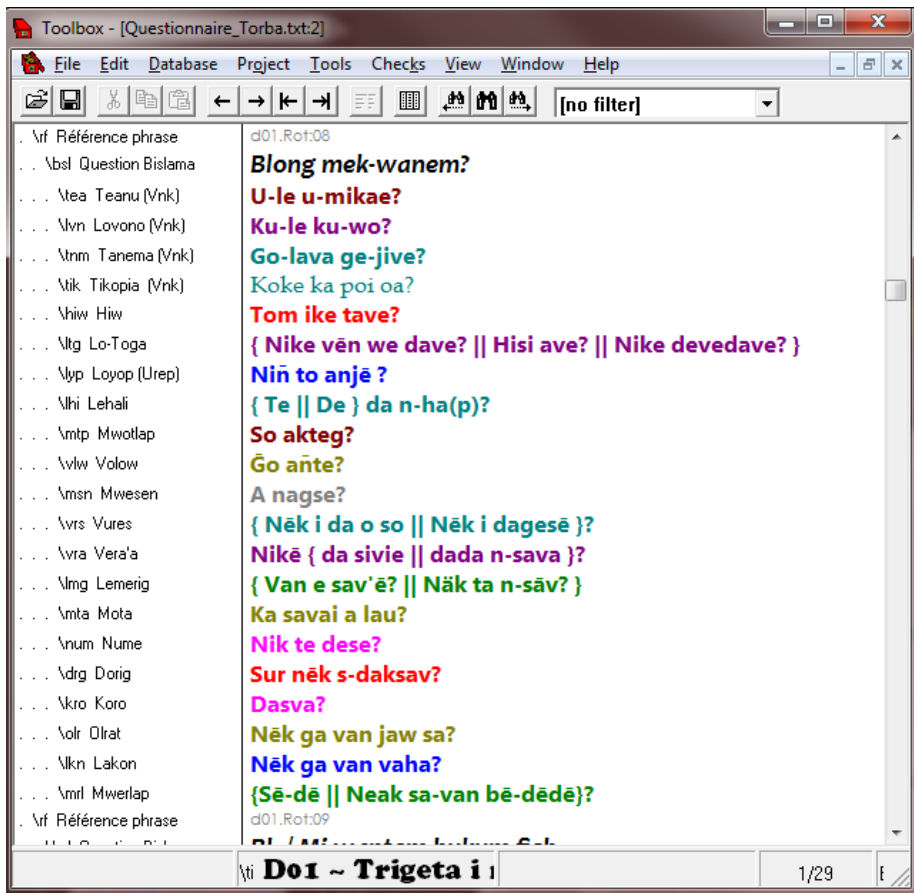 Toolbox - [Questionnaire_Torba.txt:2]
File Edit Database Project Tools Checks View Window Help
[no filter]
. \rf Référence phrase d01.Rot:08
. . \bsl Question Bislama Blong mek-wanem?
. . . \tea Teanu (Vnk) U-le u-mikae?
. . . \lvn Lovono (Vnk) Ku-le ku-wo?
. . . \tnm Tanema (Vnk) Go-lava ge-jive?
. . . \tik Tikopia (Vnk) Koke ka poi oa?
. . . \hiw Hiw Tom ike tave?
. . . \ltg Lo-Toga { Nike vēn we dave? || Hisi ave? || Nike devedave? }
. . . \lyp Loyop (Urep) Nin̄ to anjē ?
. . . \lhi Lehali { Te || De } da n-ha(p)?
. . . \mtp Mwotlap So akteg?
. . . \vlw Volow Ḡo an̄te?
. . . \msn Mwesen A nagse?
. . . \vrs Vures { Nēk i da o so || Nēk i dagesē }?
. . . \vra Vera'a Nikē { da sivie || dada n-sava }?
. . . \lmg Lemerig { Van e sav'ē? || Näk ta n-sāv? }
. . . \mta Mota Ka savai a lau?
. . . \num Nume Nik te dese?
. . . \drg Dorig Sur nēk s-daksav?
. . . \kro Koro Dasva?
. . . \olr Olrat Nēk ga van jaw sa?
. . . \lkn Lakon Nēk ga van vaha?
. . . \mrl Mwerlap {Sē-dē || Neak sa-van bē-dēdē}?
. \rf Référence phrase d01.Rot:09
\ti D01 ~ Trigeta i 1/29